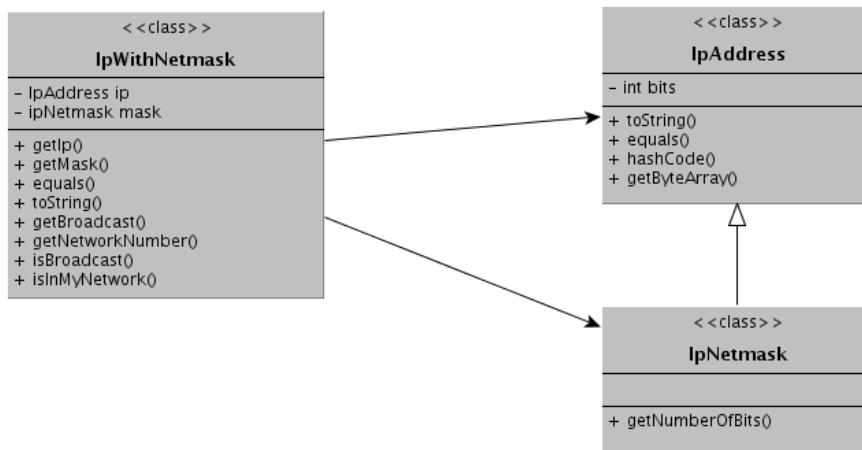 <<class>>
IpWithNetmask
- IpAddress ip
- ipNetmask mask
+ getIp()
+ getMask()
+ equals()
+ toString()
+ getBroadcast()
+ getNetworkNumber()
+ isBroadcast()
+ isInMyNetwork()
<<class>>
IpAddress
- int bits
+ toString()
+ equals()
+ hashCode()
+ getByteArray()
<<class>>
IpNetmask
+ getNumberOfBits()